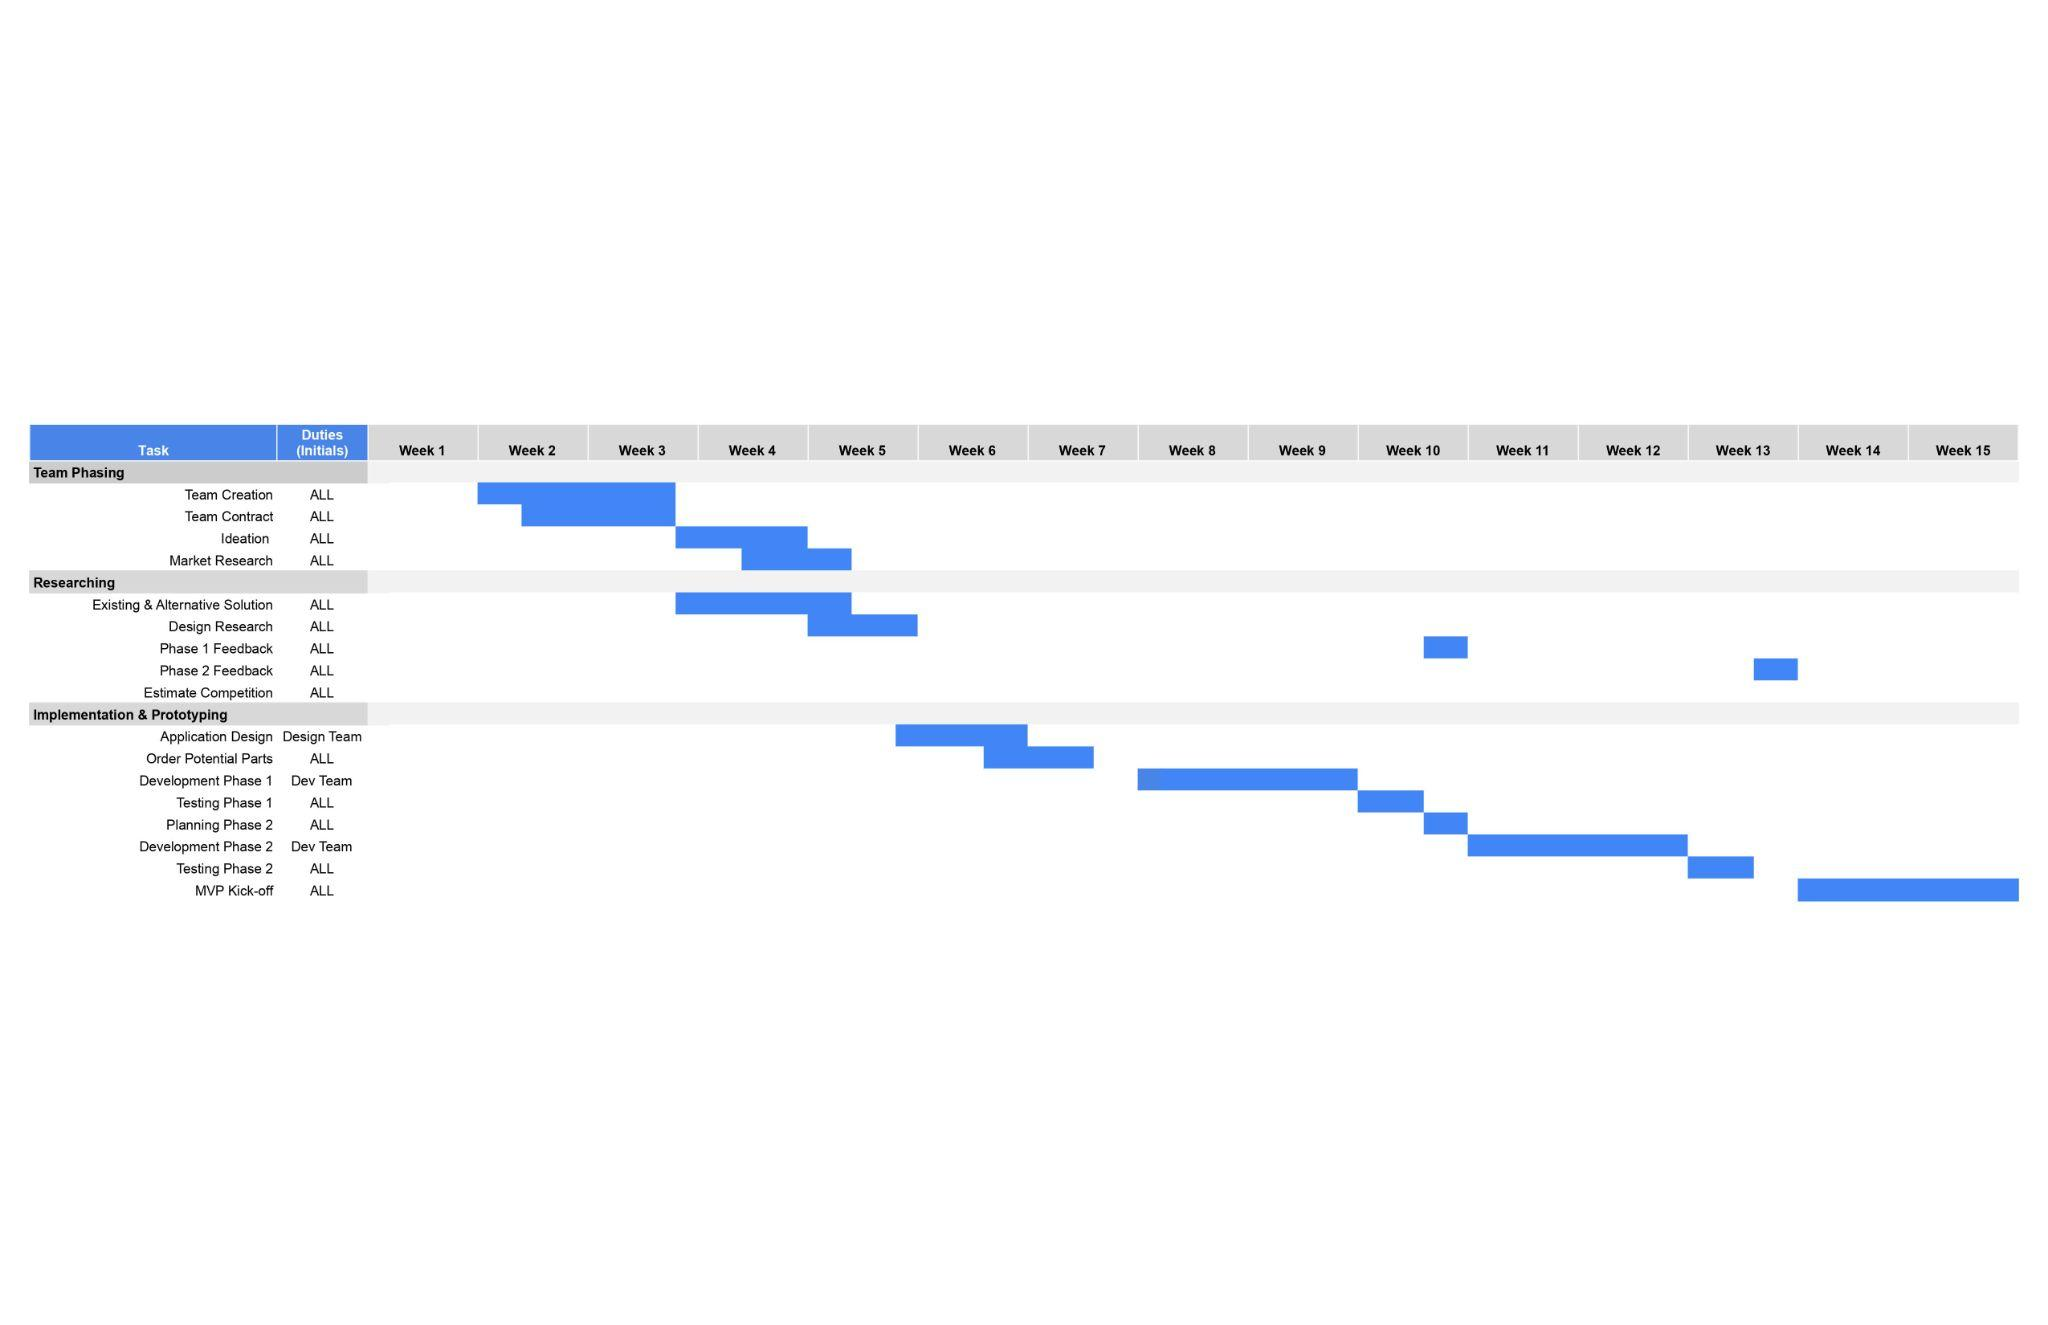 Task Duties (Initials) Week 1 Week 2 Week 3 Week 4 Week 5 Week 6 Week 7 Week 8 Week 9 Week 10 Week 11 Week 12 Week 13 Week 14 Week 15
Team Phasing
Team Creation ALL
Team Contract ALL
Ideation ALL
Market Research ALL
Researching
Existing & Alternative Solution ALL
Design Research ALL
Phase 1 Feedback ALL
Phase 2 Feedback ALL
Estimate Competition ALL
Implementation & Prototyping
Application Design Design Team
Order Potential Parts ALL
Development Phase 1 Dev Team
Testing Phase 1 ALL
Planning Phase 2 ALL
Development Phase 2 Dev Team
Testing Phase 2 ALL
MVP Kick-off ALL